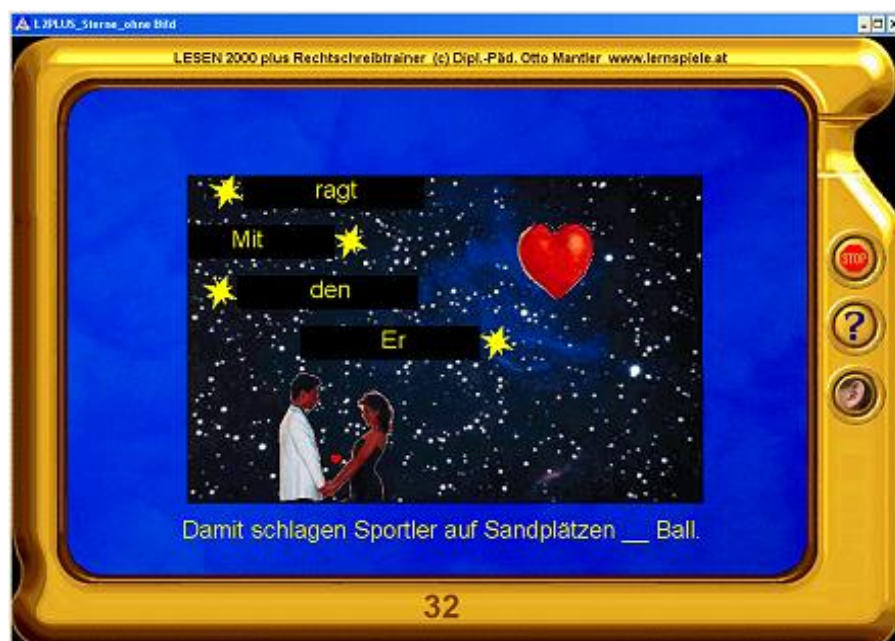 L2PLUS_Sterne_ohne Bild
LESEN 2000 plus Rechtschreibtrainer (c) Dipl.-Päd. Otto Mantler www.lernspiele.at
ragt
Mit
den
Er
STOP
?
Damit schlagen Sportler auf Sandplätzen __ Ball.
32